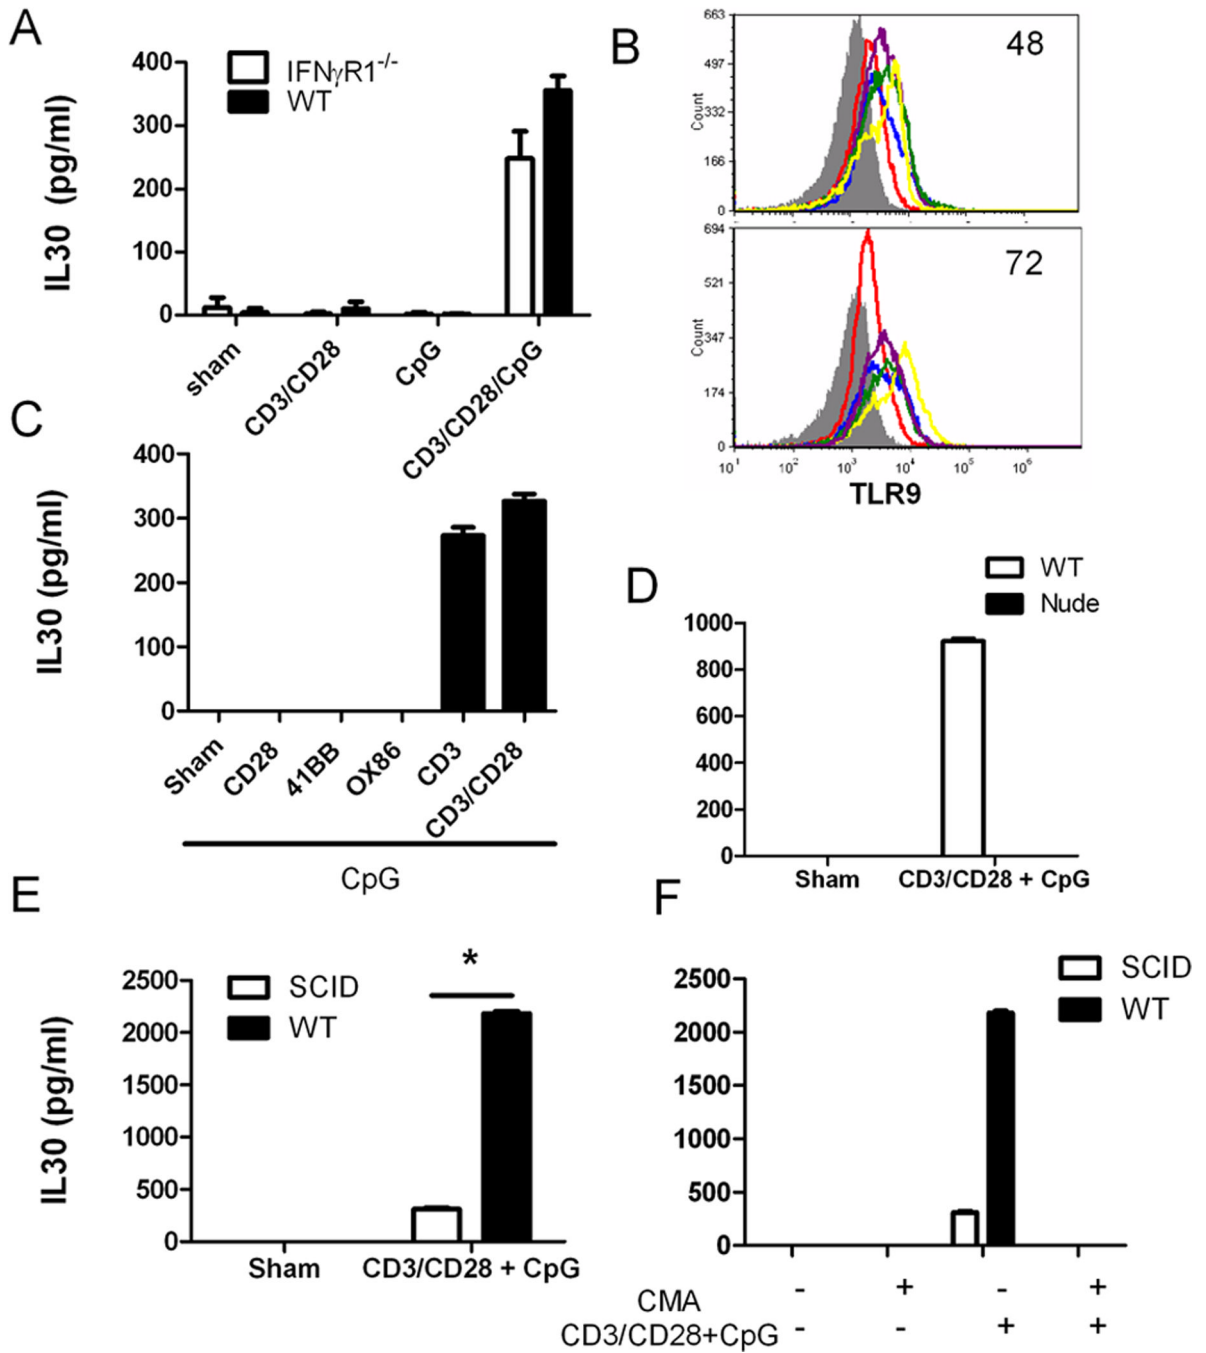 A
IFNγR1-/-
WT
IL30 (pg/ml)
400
300
200
100
0
sham
CD3/CD28
CpG
CD3/CD28/CpG
B
48
Count
663
497
332
166
0
72
Count
694
521
347
174
0
10¹ 10² 10³ 10⁴ 10⁵ 10⁶
TLR9
C
IL30 (pg/ml)
400
300
200
100
0
Sham
CD28
41BB
OX86
CD3
CD3/CD28
CpG
D
WT
Nude
1000
800
600
400
200
0
Sham CD3/CD28 + CpG
E
SCID
WT
*
IL30 (pg/ml)
2500
2000
1500
1000
500
0
Sham CD3/CD28 + CpG
F
SCID
WT
2500
2000
1500
1000
500
0
CMA - + - +
CD3/CD28+CpG - - + +